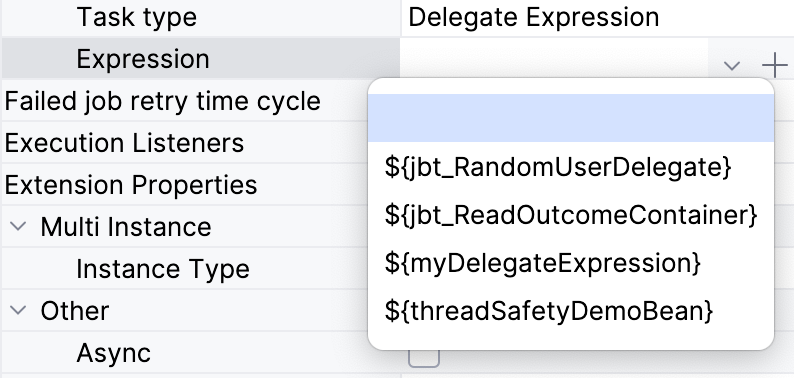 Task type Delegate Expression
Expression
Failed job retry time cycle
Execution Listeners
Extension Properties
Multi Instance
Instance Type
Other
Async
${jbt_RandomUserDelegate}
${jbt_ReadOutcomeContainer}
${myDelegateExpression}
${threadSafetyDemoBean}